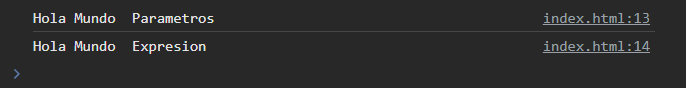 Hola Mundo  Parametros index.html:13
Hola Mundo  Expresion index.html:14